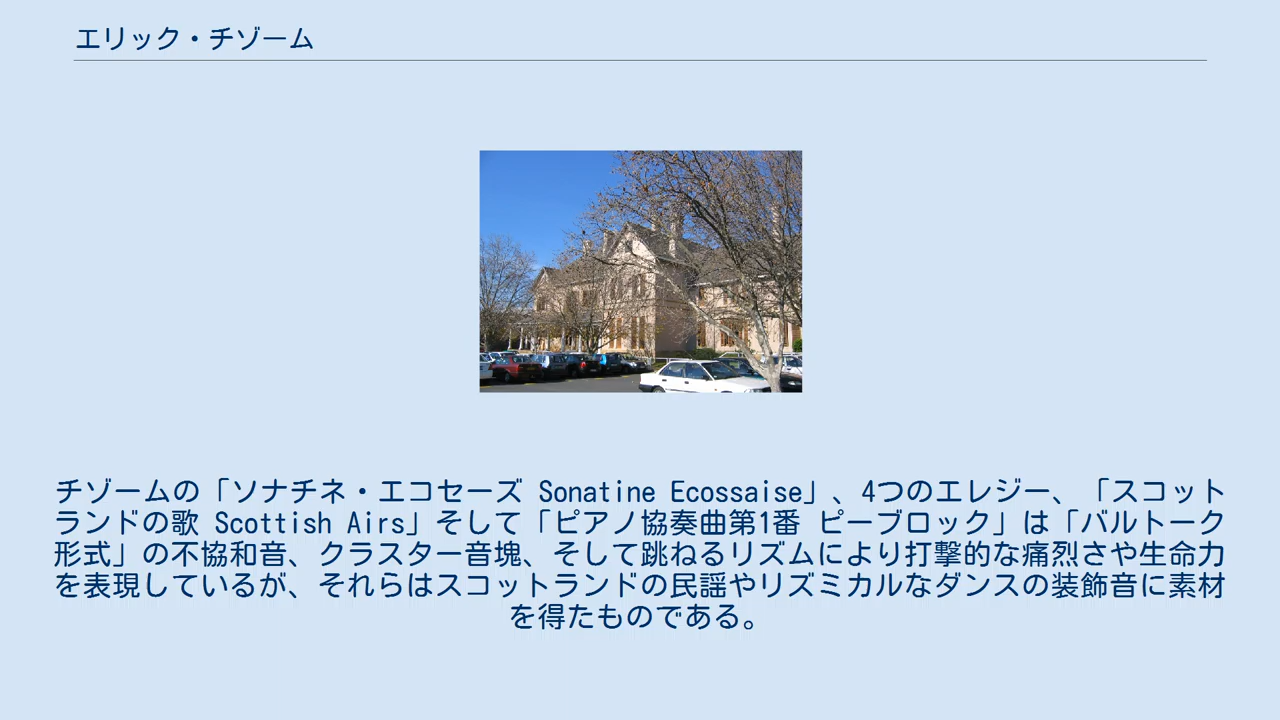 エリック・チゾーム
チゾームの「ソナチネ・エコセーズ Sonatine Ecossaise」、4つのエレジー、「スコット
ランドの歌 Scottish Airs」そして「ピアノ協奏曲第1番 ピーブロック」は「バルトーク
形式」の不協和音、クラスター音塊、そして跳ねるリズムにより打撃的な痛烈さや生命力
を表現しているが、それらはスコットランドの民謡やリズミカルなダンスの装飾音に素材
を得たものである。